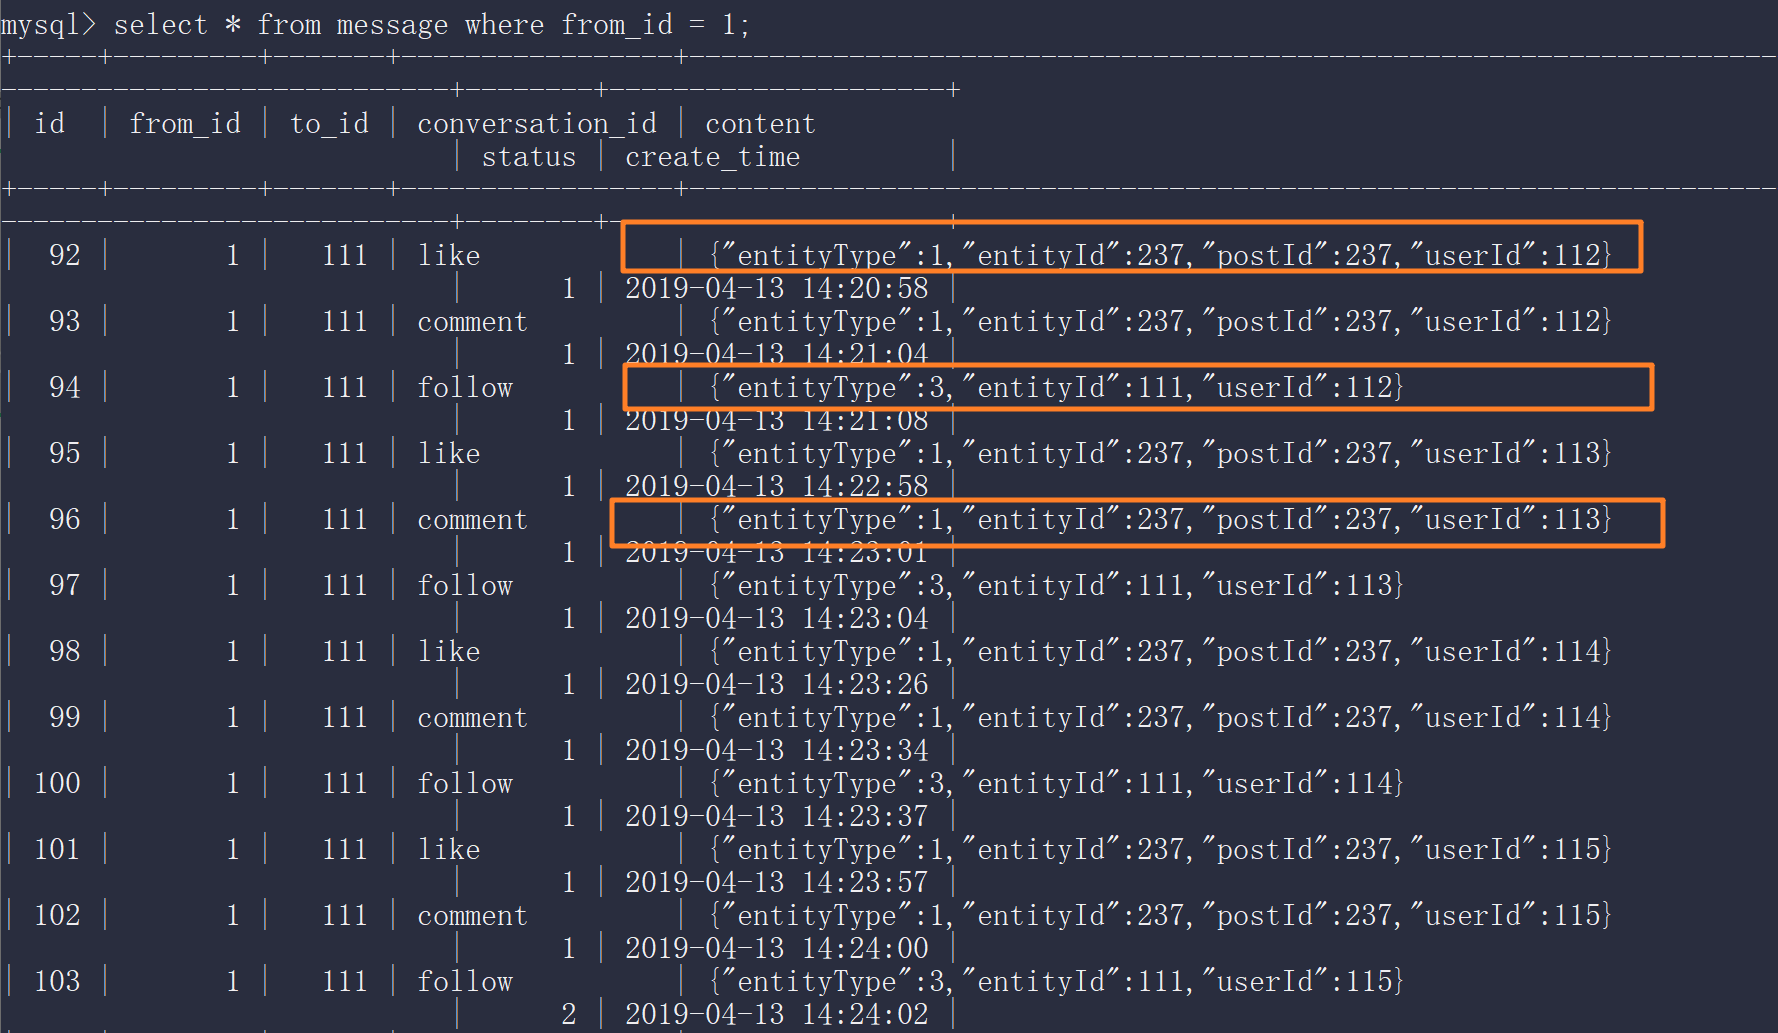 mysql> select * from message where from_id = 1;
+-----+---------+-------+-----------------+--------------------------------------------------------------------
----------------------------+--------+---------------------+
| id  | from_id | to_id | conversation_id | content
                            | status | create_time         |
+-----+---------+-------+-----------------+--------------------------------------------------------------------
----------------------------+--------+---------------------+
|  92 |       1 |   111 | like            | {"entityType":1,"entityId":237,"postId":237,"userId":112}
                            |      1 | 2019-04-13 14:20:58 |
|  93 |       1 |   111 | comment         | {"entityType":1,"entityId":237,"postId":237,"userId":112}
                            |      1 | 2019-04-13 14:21:04 |
|  94 |       1 |   111 | follow          | {"entityType":3,"entityId":111,"userId":112}
                            |      1 | 2019-04-13 14:21:08 |
|  95 |       1 |   111 | like            | {"entityType":1,"entityId":237,"postId":237,"userId":113}
                            |      1 | 2019-04-13 14:22:58 |
|  96 |       1 |   111 | comment         | {"entityType":1,"entityId":237,"postId":237,"userId":113}
                            |      1 | 2019-04-13 14:23:01 |
|  97 |       1 |   111 | follow          | {"entityType":3,"entityId":111,"userId":113}
                            |      1 | 2019-04-13 14:23:04 |
|  98 |       1 |   111 | like            | {"entityType":1,"entityId":237,"postId":237,"userId":114}
                            |      1 | 2019-04-13 14:23:26 |
|  99 |       1 |   111 | comment         | {"entityType":1,"entityId":237,"postId":237,"userId":114}
                            |      1 | 2019-04-13 14:23:34 |
| 100 |       1 |   111 | follow          | {"entityType":3,"entityId":111,"userId":114}
                            |      1 | 2019-04-13 14:23:37 |
| 101 |       1 |   111 | like            | {"entityType":1,"entityId":237,"postId":237,"userId":115}
                            |      1 | 2019-04-13 14:23:57 |
| 102 |       1 |   111 | comment         | {"entityType":1,"entityId":237,"postId":237,"userId":115}
                            |      1 | 2019-04-13 14:24:00 |
| 103 |       1 |   111 | follow          | {"entityType":3,"entityId":111,"userId":115}
                            |      2 | 2019-04-13 14:24:02 |